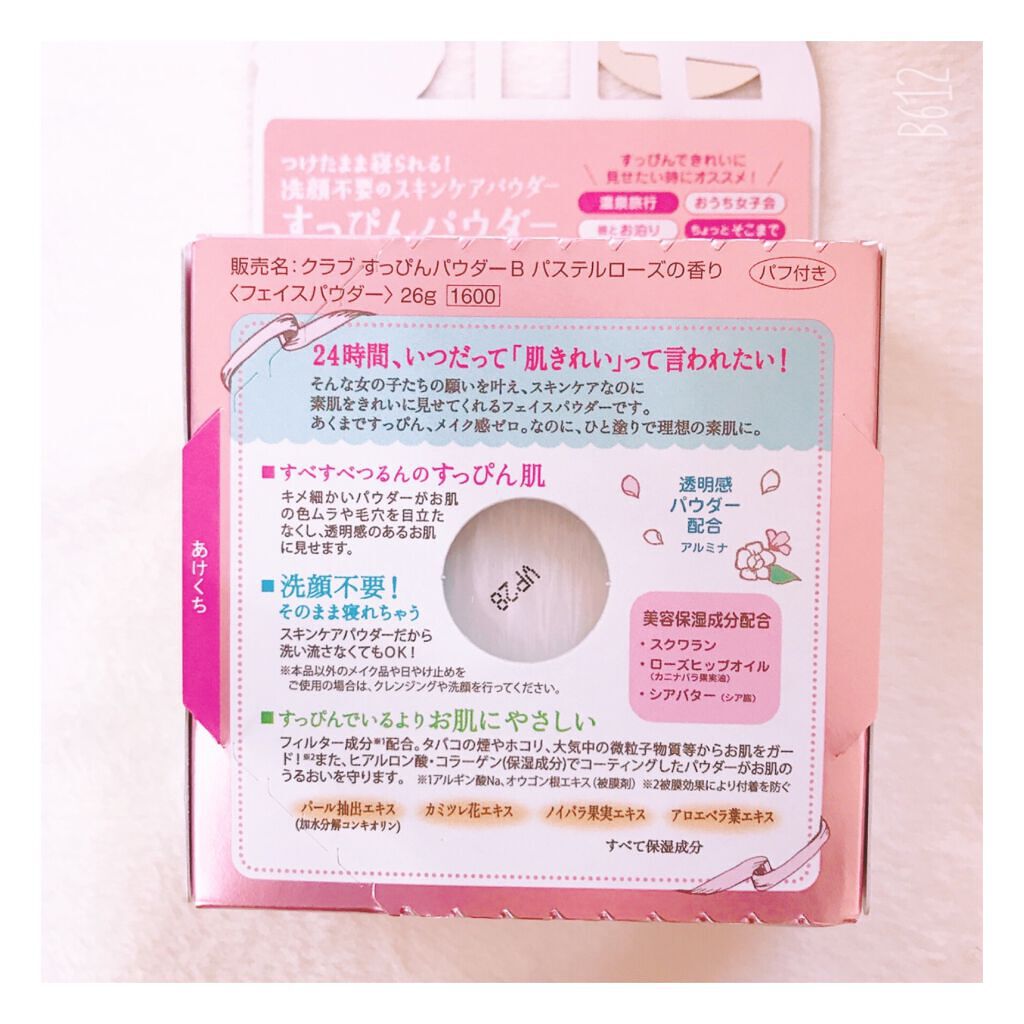 B612
つけたまま寝られる!
洗顔不要のスキンケアパウダー
すっぴんパウダー
すっぴんできれいに
見せたい時にオススメ!
温泉旅行
おうち女子会
彼とお泊り
ちょっとそこまで
販売名:クラブ すっぴんパウダーB パステルローズの香り
パフ付き
〈フェイスパウダー〉 26g 1600
24時間、いつだって「肌きれい」って言われたい!
そんな女の子たちの願いを叶え、スキンケアなのに
素肌をきれいに見せてくれるフェイスパウダーです。
あくまですっぴん、メイク感ゼロ。なのに、ひと塗りで理想の素肌に。
■すべすべつるんのすっぴん肌
キメ細かいパウダーがお肌
の色ムラや毛穴を目立た
なくし、透明感のあるお肌
に見せます。
透明感
パウダー
配合
アルミナ
VP28
あけくち
■洗顔不要!
そのまま寝れちゃう
スキンケアパウダーだから
洗い流さなくてもOK!
※本品以外のメイク品や日やけ止めを
ご使用の場合は、クレンジングや洗顔を行ってください。
美容保湿成分配合
・スクワラン
・ローズヒップオイル
(カニナバラ果実油)
・シアバター(シア脂)
■すっぴんでいるよりお肌にやさしい
フィルター成分※1配合。タバコの煙やホコリ、大気中の微粒子物質等からお肌をガー
ド!※2また、ヒアルロン酸・コラーゲン(保湿成分)でコーティングしたパウダーがお肌の
うるおいを守ります。 ※1アルギン酸Na、オウゴン根エキス(被膜剤) ※2被膜効果により付着を防ぐ
パール抽出エキス
(加水分解コンキオリン)
カミツレ花エキス
ノイバラ果実エキス
アロエベラ葉エキス
すべて保湿成分